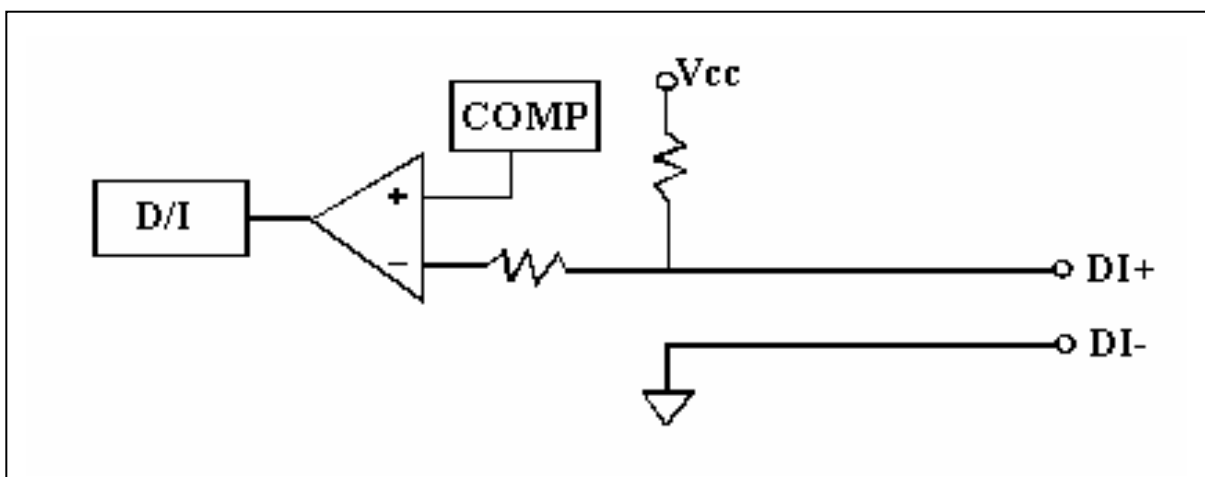 Vcc
COMP
+
D/I
−
DI+
DI-